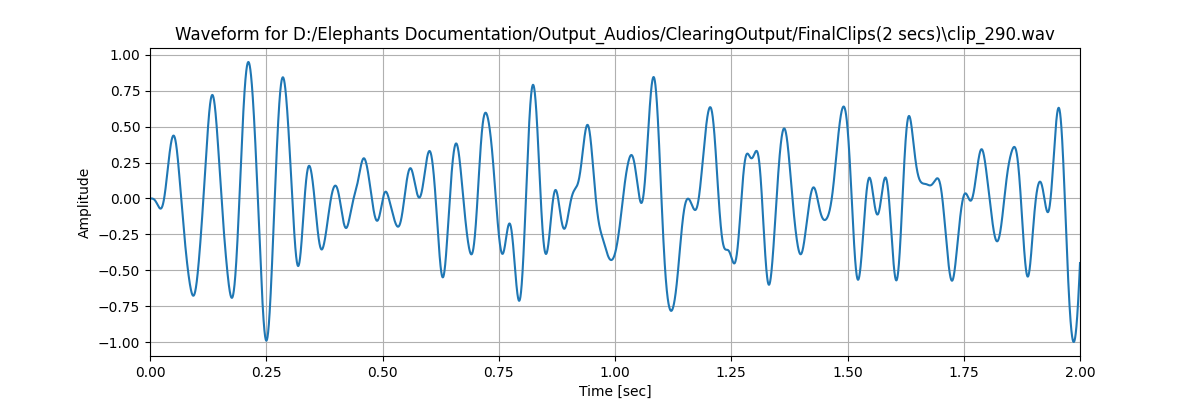 Waveform for D:/Elephants Documentation/Output_Audios/ClearingOutput/FinalClips(2 secs)\clip_290.wav
1.00
0.75
0.50
0.25
0.00
−0.25
−0.50
−0.75
−1.00
Amplitude
0.00 0.25 0.50 0.75 1.00 1.25 1.50 1.75 2.00
Time [sec]